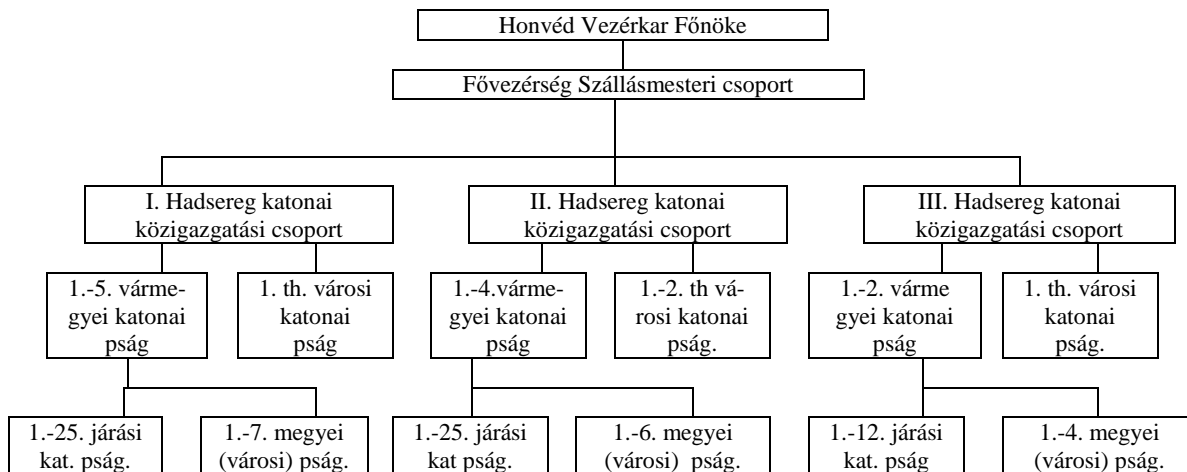 Honvéd Vezérkar Főnöke
Fővezérség Szállásmesteri csoport
I. Hadsereg katonai
közigazgatási csoport
II. Hadsereg katonai
közigazgatási csoport
III. Hadsereg katonai
közigazgatási csoport
1.-5. várme-
gyei katonai
pság
1. th. városi
katonai
pság
1.-4.várme-
gyei katonai
pság
1.-2. th vá-
rosi katonai
pság.
1.-2. várme
gyei katonai
pság
1. th. városi
katonai
pság.
1.-25. járási
kat. pság.
1.-7. megyei
(városi) pság.
1.-25. járási
kat pság.
1.-6. megyei
(városi) pság.
1.-12. járási
kat. pság
1.-4. megyei
(városi) pság.